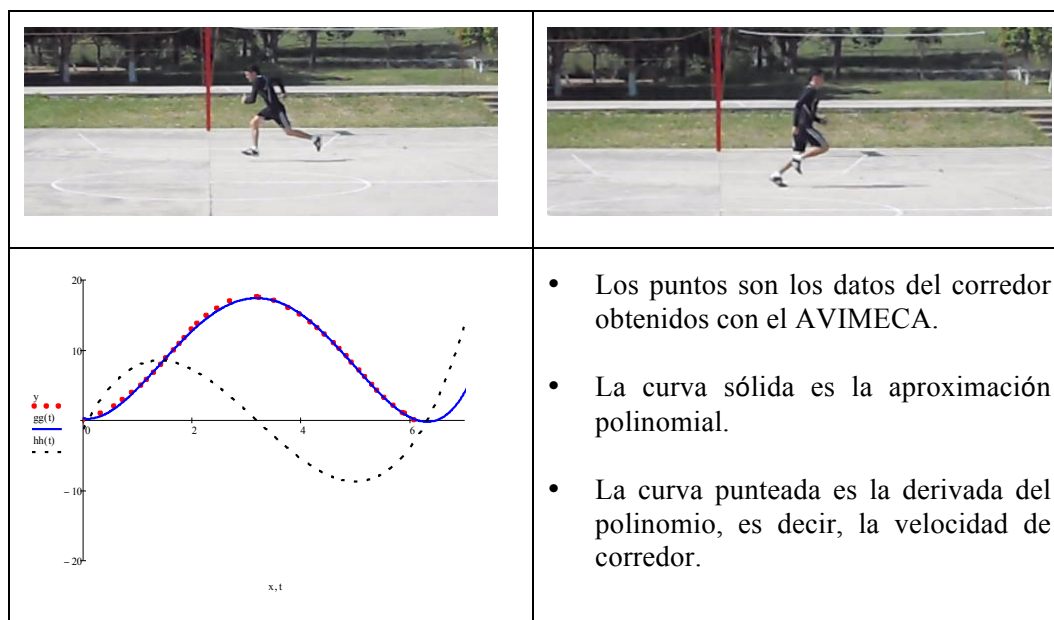 20
10
y
gg(t)
hh(t)
0
2
4
6
− 10
− 20
x, t
• Los puntos son los datos del corredor
obtenidos con el AVIMECA.
• La curva sólida es la aproximación
polinomial.
• La curva punteada es la derivada del
polinomio, es decir, la velocidad de
corredor.